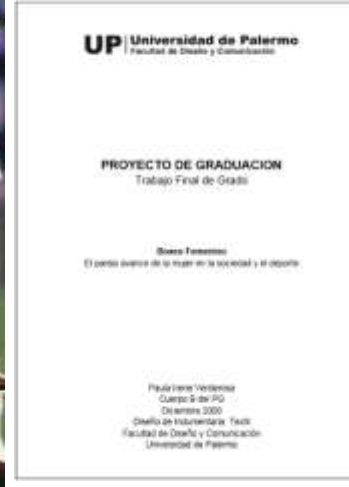 UP Universidad de Palermo
Facultad de Diseño y Comunicación
PROYECTO DE GRADUACION
Trabajo Final de Grado
Boxeo Femenino
El avance de la mujer en la sociedad y el deporte
Paula Irene
Cuerpo B del PG
Diciembre
Diseño de Indumentaria Textil
Facultad de Diseño y Comunicación
Universidad de Palermo